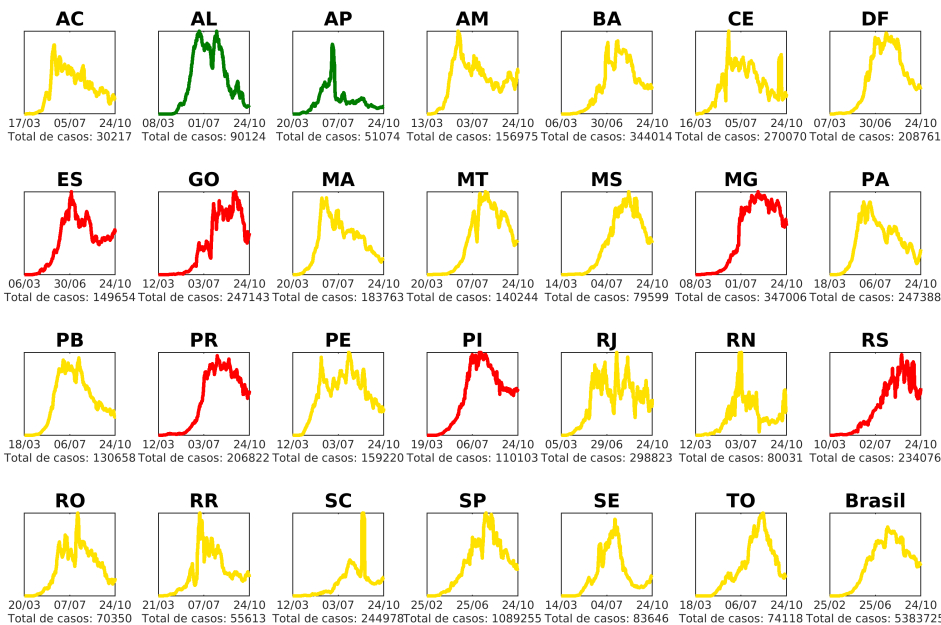 AC AL AP AM BA CE DF
17/03 05/07 24/10 08/03 01/07 24/10 20/03 07/07 24/10 13/03 03/07 24/10 06/03 30/06 24/10 16/03 05/07 24/10 07/03 30/06 24/10
Total de casos: 30217 Total de casos: 90124 Total de casos: 51074 Total de casos: 156975 Total de casos: 344014 Total de casos: 270070 Total de casos: 208761
ES GO MA MT MS MG PA
06/03 30/06 24/10 12/03 03/07 24/10 20/03 07/07 24/10 20/03 07/07 24/10 14/03 04/07 24/10 08/03 01/07 24/10 18/03 06/07 24/10
Total de casos: 149654 Total de casos: 247143 Total de casos: 183763 Total de casos: 140244 Total de casos: 79599 Total de casos: 347006 Total de casos: 247388
PB PR PE PI RJ RN RS
18/03 06/07 24/10 12/03 03/07 24/10 12/03 03/07 24/10 19/03 06/07 24/10 05/03 29/06 24/10 12/03 03/07 24/10 10/03 02/07 24/10
Total de casos: 130658 Total de casos: 206822 Total de casos: 159220 Total de casos: 110103 Total de casos: 298823 Total de casos: 80031 Total de casos: 234076
RO RR SC SP SE TO Brasil
20/03 07/07 24/10 21/03 07/07 24/10 12/03 03/07 24/10 25/02 25/06 24/10 14/03 04/07 24/10 18/03 06/07 24/10 25/02 25/06 24/10
Total de casos: 70350 Total de casos: 55613 Total de casos: 244978 Total de casos: 1089255 Total de casos: 83646 Total de casos: 74118 Total de casos: 538372